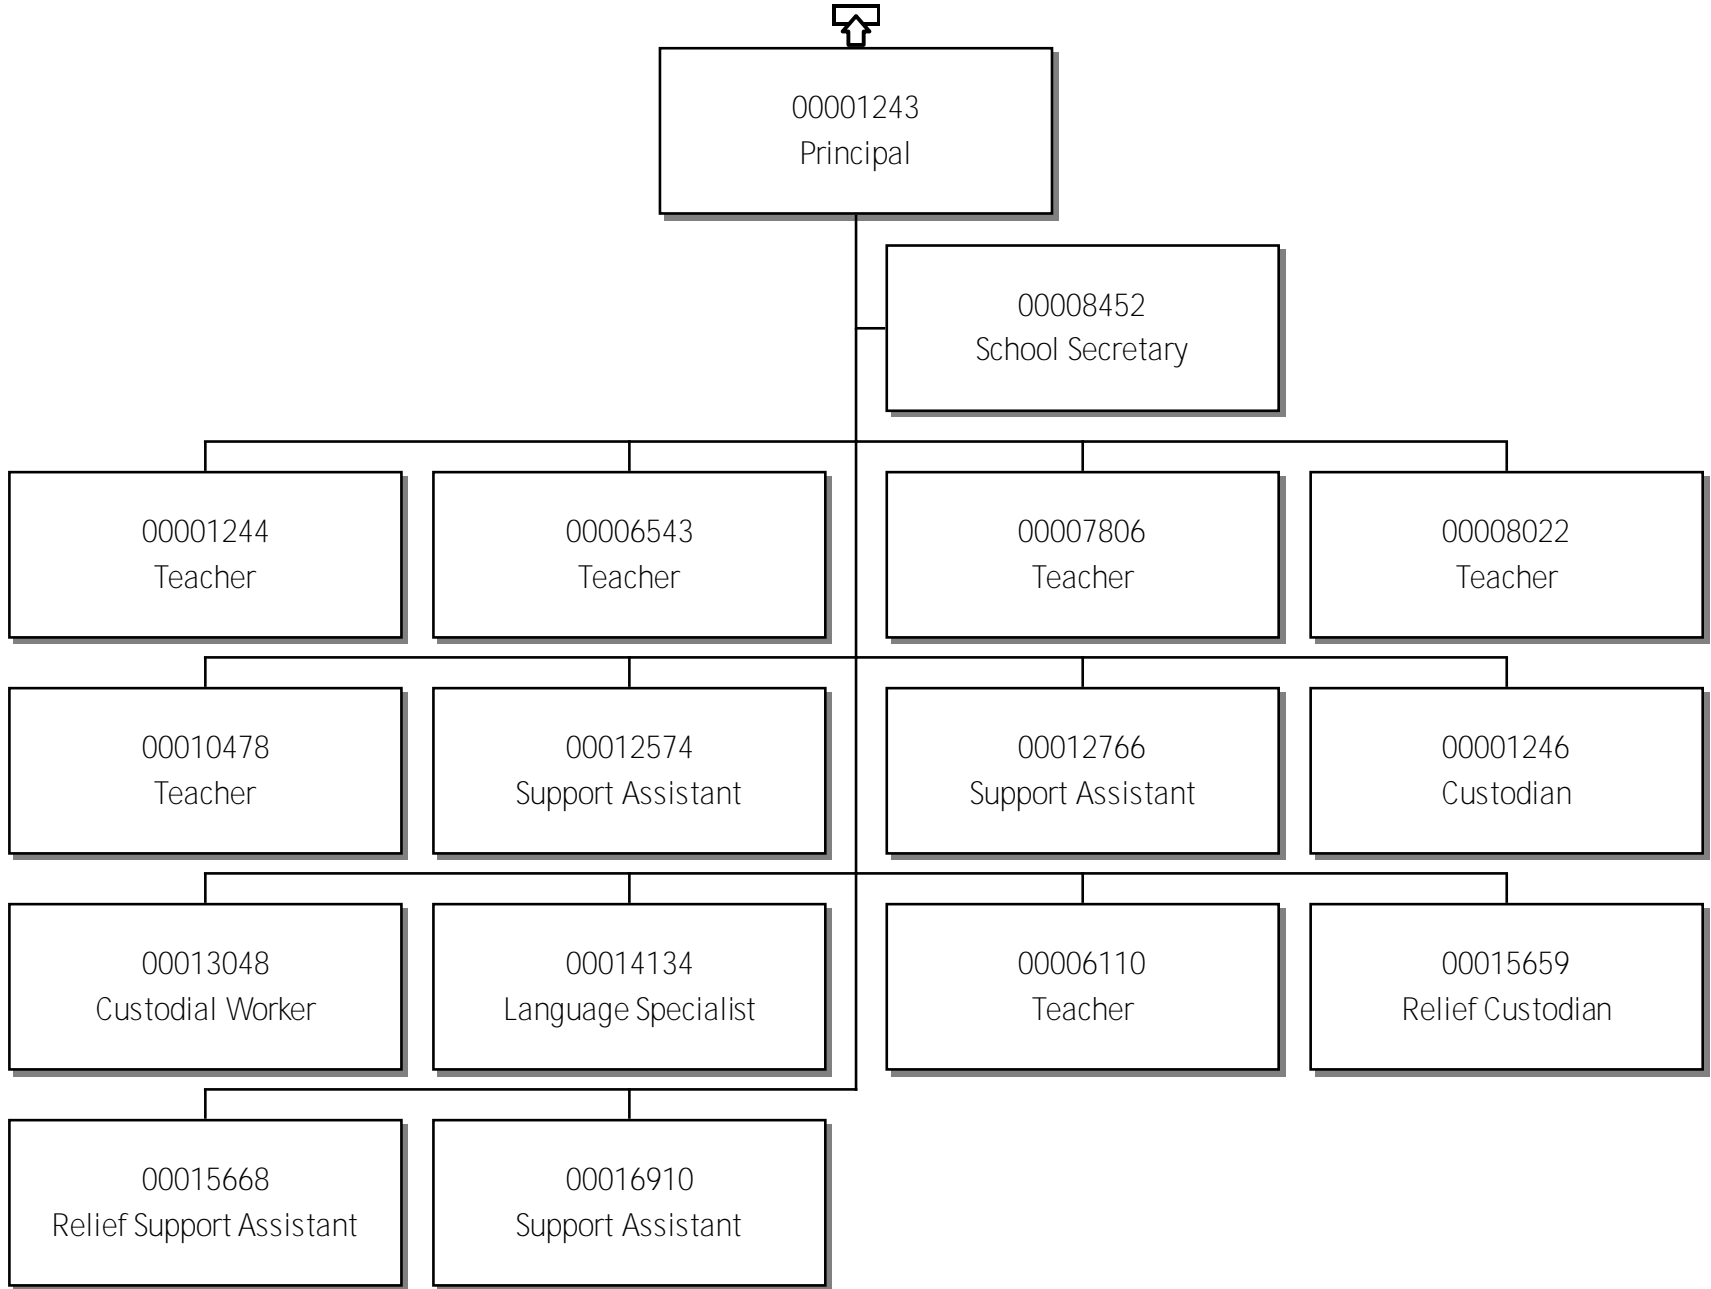 00001243
Principal
00008452
School Secretary
00001244
Teacher
00006543
Teacher
00007806
Teacher
00008022
Teacher
00010478
Teacher
00012574
Support Assistant
00012766
Support Assistant
00001246
Custodian
00013048
Custodial Worker
00014134
Language Specialist
00006110
Teacher
00015659
Relief Custodian
00015668
Relief Support Assistant
00016910
Support Assistant